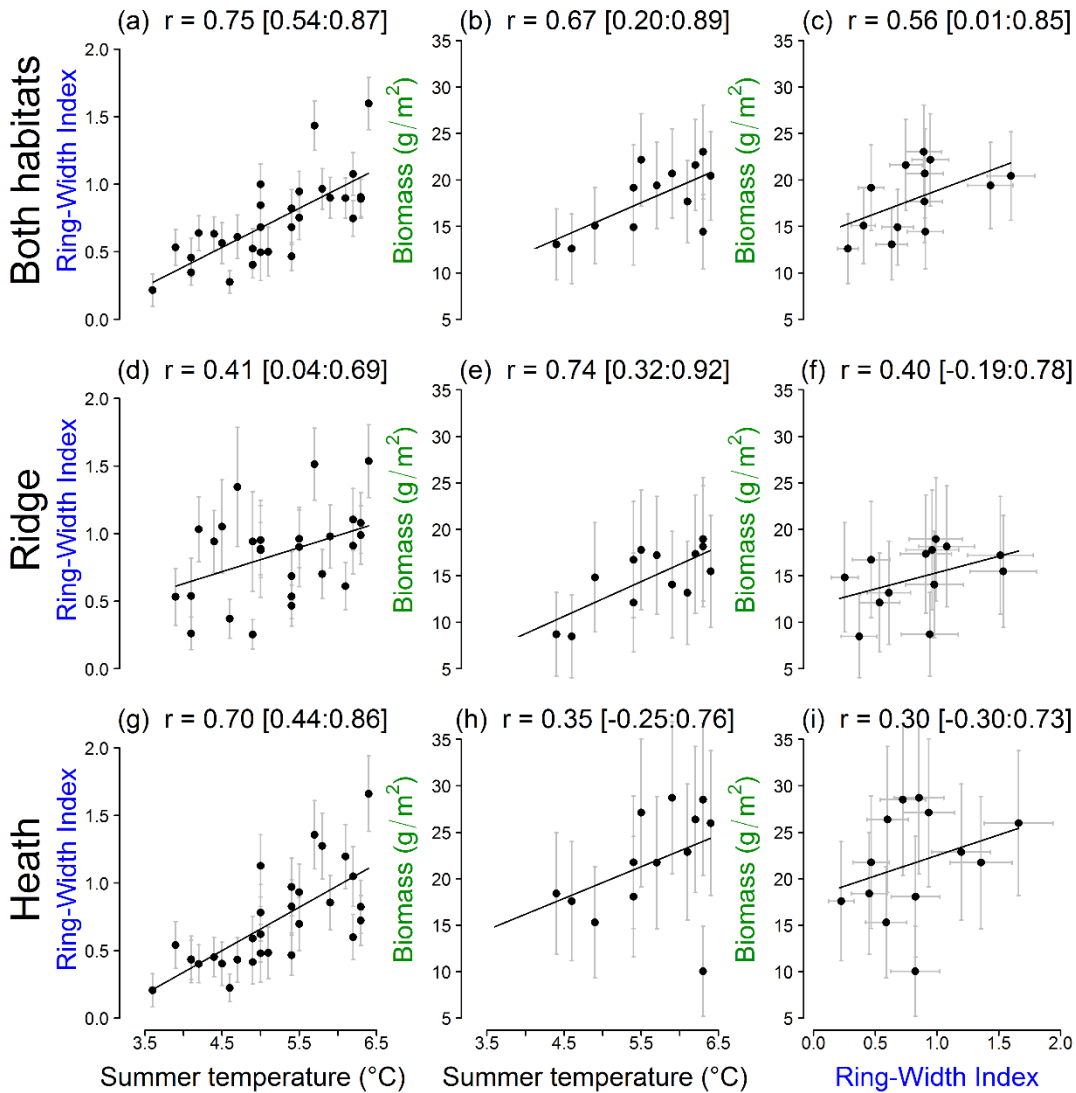 (a) r = 0.75 [0.54:0.87]
(b) r = 0.67 [0.20:0.89]
(c) r = 0.56 [0.01:0.85]
Both habitats
Ring-Width Index
2.0
1.5
1.0
0.5
0.0
Biomass (g/m²)
35
30
25
20
15
10
5
Biomass (g/m²)
35
30
25
20
15
10
5
(d) r = 0.41 [0.04:0.69]
(e) r = 0.74 [0.32:0.92]
(f) r = 0.40 [-0.19:0.78]
Ridge
Ring-Width Index
2.0
1.5
1.0
0.5
0.0
Biomass (g/m²)
35
30
25
20
15
10
5
Biomass (g/m²)
35
30
25
20
15
10
5
(g) r = 0.70 [0.44:0.86]
(h) r = 0.35 [-0.25:0.76]
(i) r = 0.30 [-0.30:0.73]
Heath
Ring-Width Index
2.0
1.5
1.0
0.5
0.0
Biomass (g/m²)
35
30
25
20
15
10
5
Biomass (g/m²)
35
30
25
20
15
10
5
3.5 4.5 5.5 6.5
3.5 4.5 5.5 6.5
0.0 0.5 1.0 1.5 2.0
Summer temperature (°C)
Summer temperature (°C)
Ring-Width Index